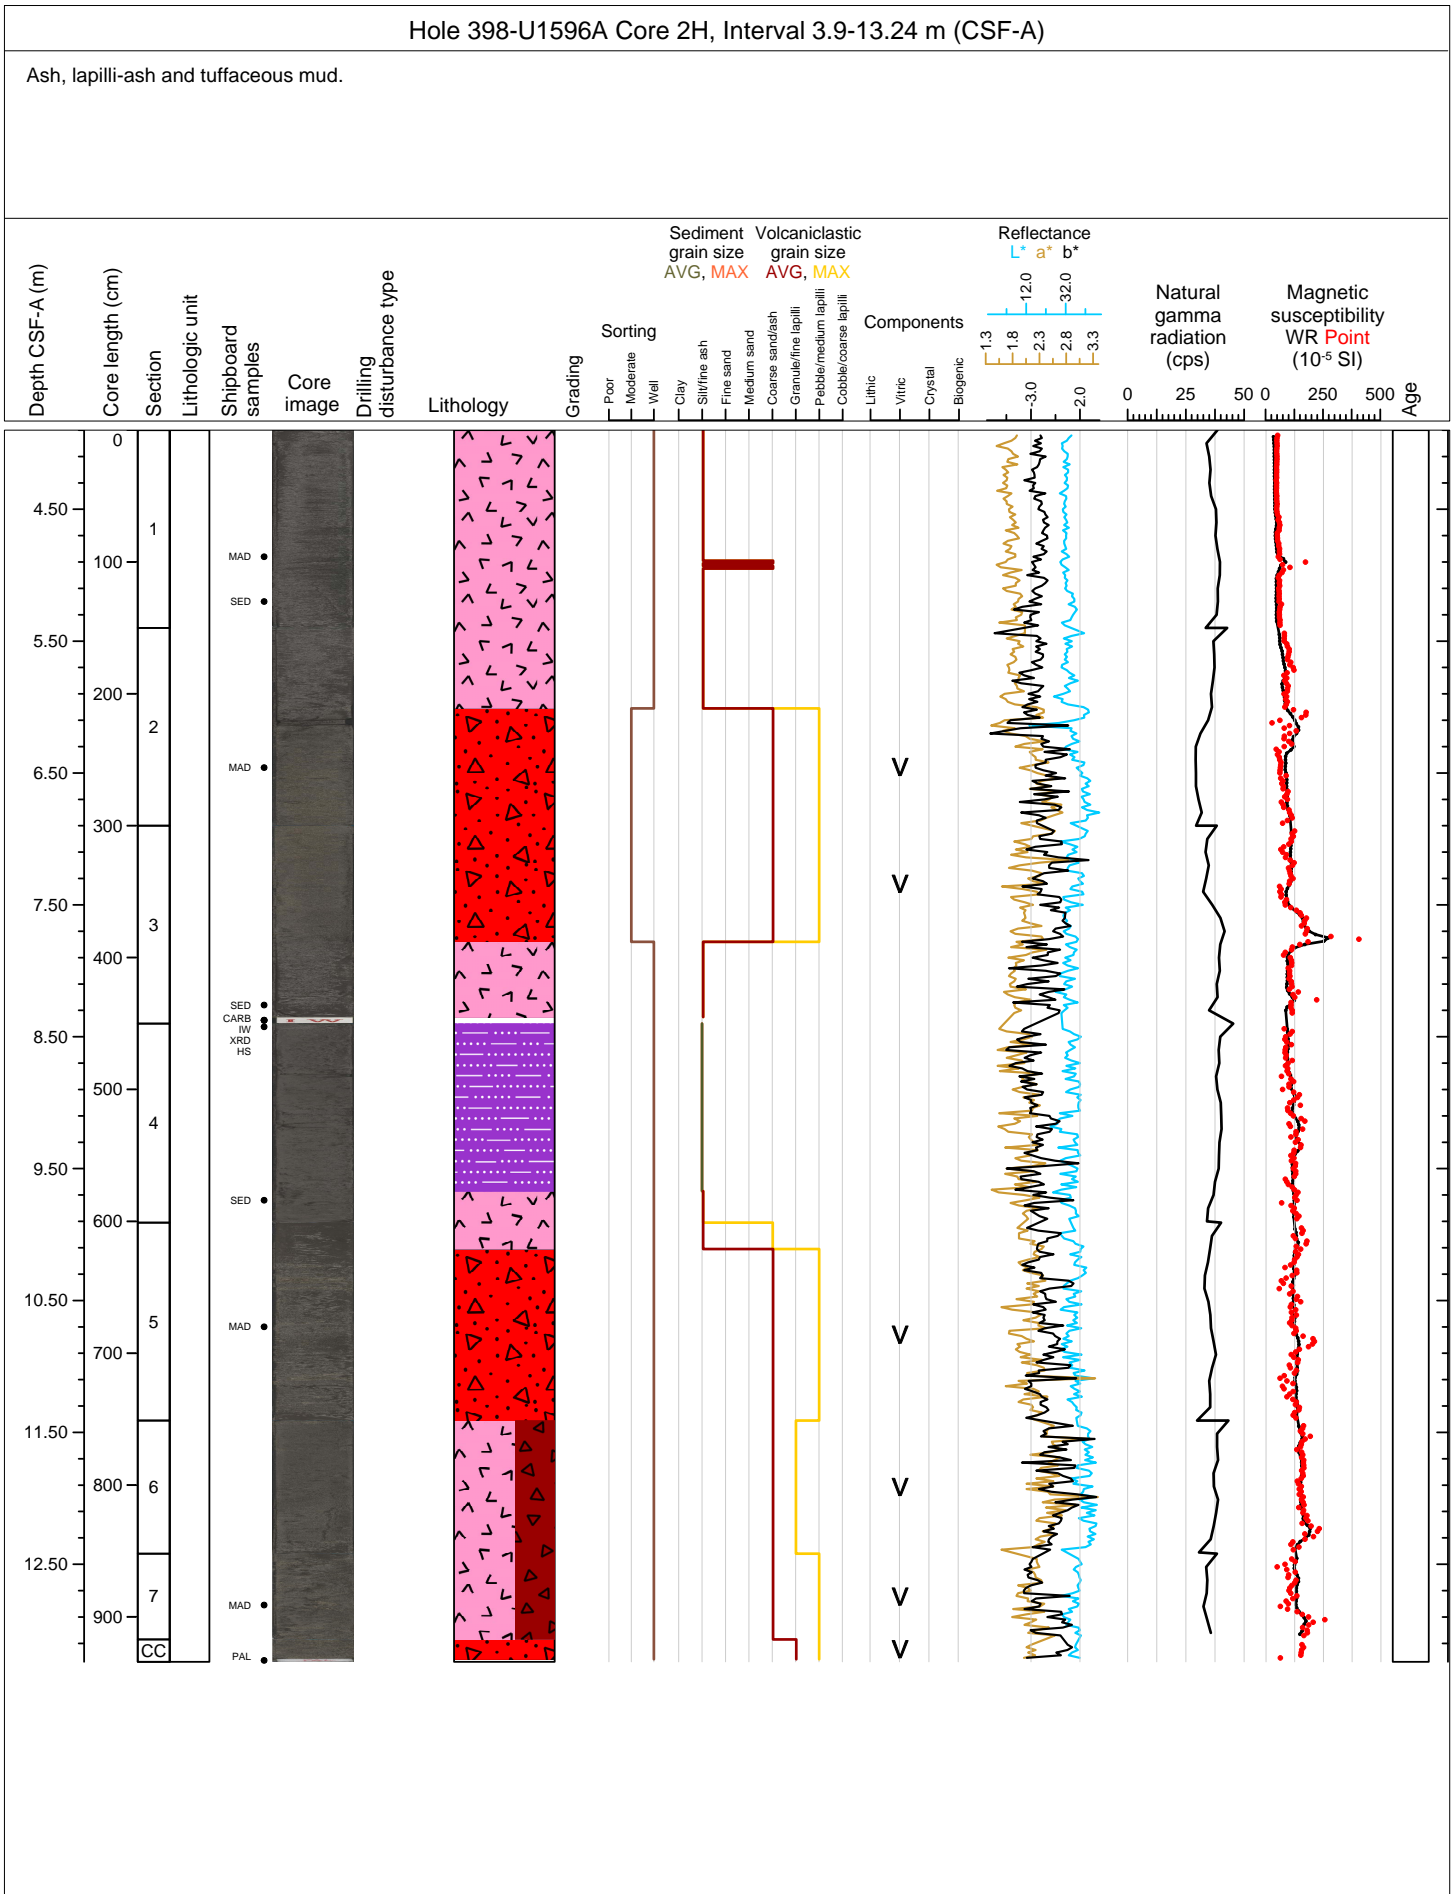 Hole 398-U1596A Core 2H, Interval 3.9-13.24 m (CSF-A)
Ash, lapilli-ash and tuffaceous mud.
Depth CSF-A (m)
Core length (cm)
Section
Lithologic unit
Shipboard
samples
Core
image
Drilling
disturbance type
Lithology
Grading
Sorting
Poor
Moderate
Well
Sediment
grain size
AVG, MAX
Volcaniclastic
grain size
AVG, MAX
Clay
Silt/fine ash
Fine sand
Medium sand
Coarse sand/ash
Granule/fine lapilli
Pebble/medium lapilli
Cobble/coarse lapilli
Components
Lithic
Vitric
Crystal
Biogenic
Reflectance
L* a* b*
12.0 32.0
1.3 1.8 2.3 2.8 3.3
-3.0 2.0
Natural
gamma
radiation
(cps)
0 25 50
Magnetic
susceptibility
WR Point
(10-5 SI)
0 250 500
Age
0
4.50
1
MAD
100
SED
5.50
200
2
MAD
6.50
V
300
V
7.50
3
400
SED
CARB
IW
XRD
HS
8.50
500
4
9.50
SED
600
10.50
5
MAD
V
700
11.50
800
6
V
12.50
7
MAD
V
900
CC
PAL
V